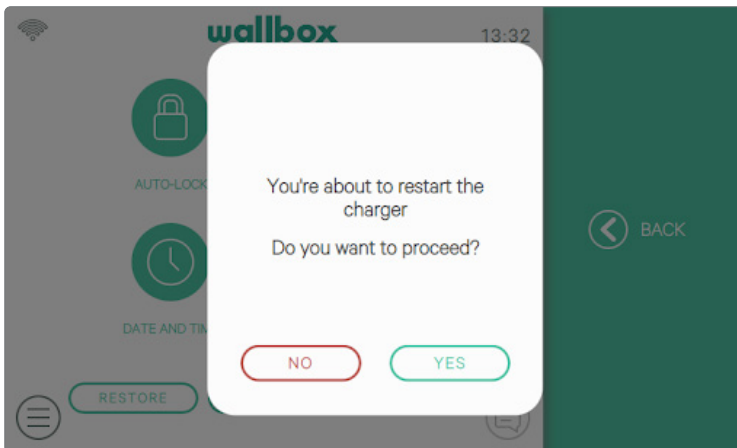 wallbox
13:32
AUTO-LOCK
You're about to restart the
charger
Do you want to proceed?
BACK
DATE AND TIM
NO
YES
RESTORE